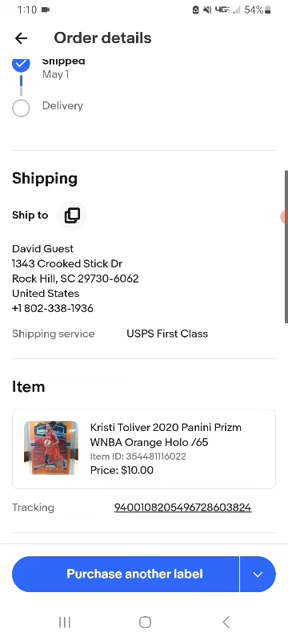 1:10
54%
Order details
Shipped
May 1
Delivery
Shipping
Ship to
David Guest
1343 Crooked Stick Dr
Rock Hill, SC 29730-6062
United States
+1 802-338-1936
Shipping service USPS First Class
Item
Kristi Toliver 2020 Panini Prizm
WNBA Orange Holo /65
Item ID: 354481116022
Price: $10.00
Tracking 9400108205496728603824
Purchase another label